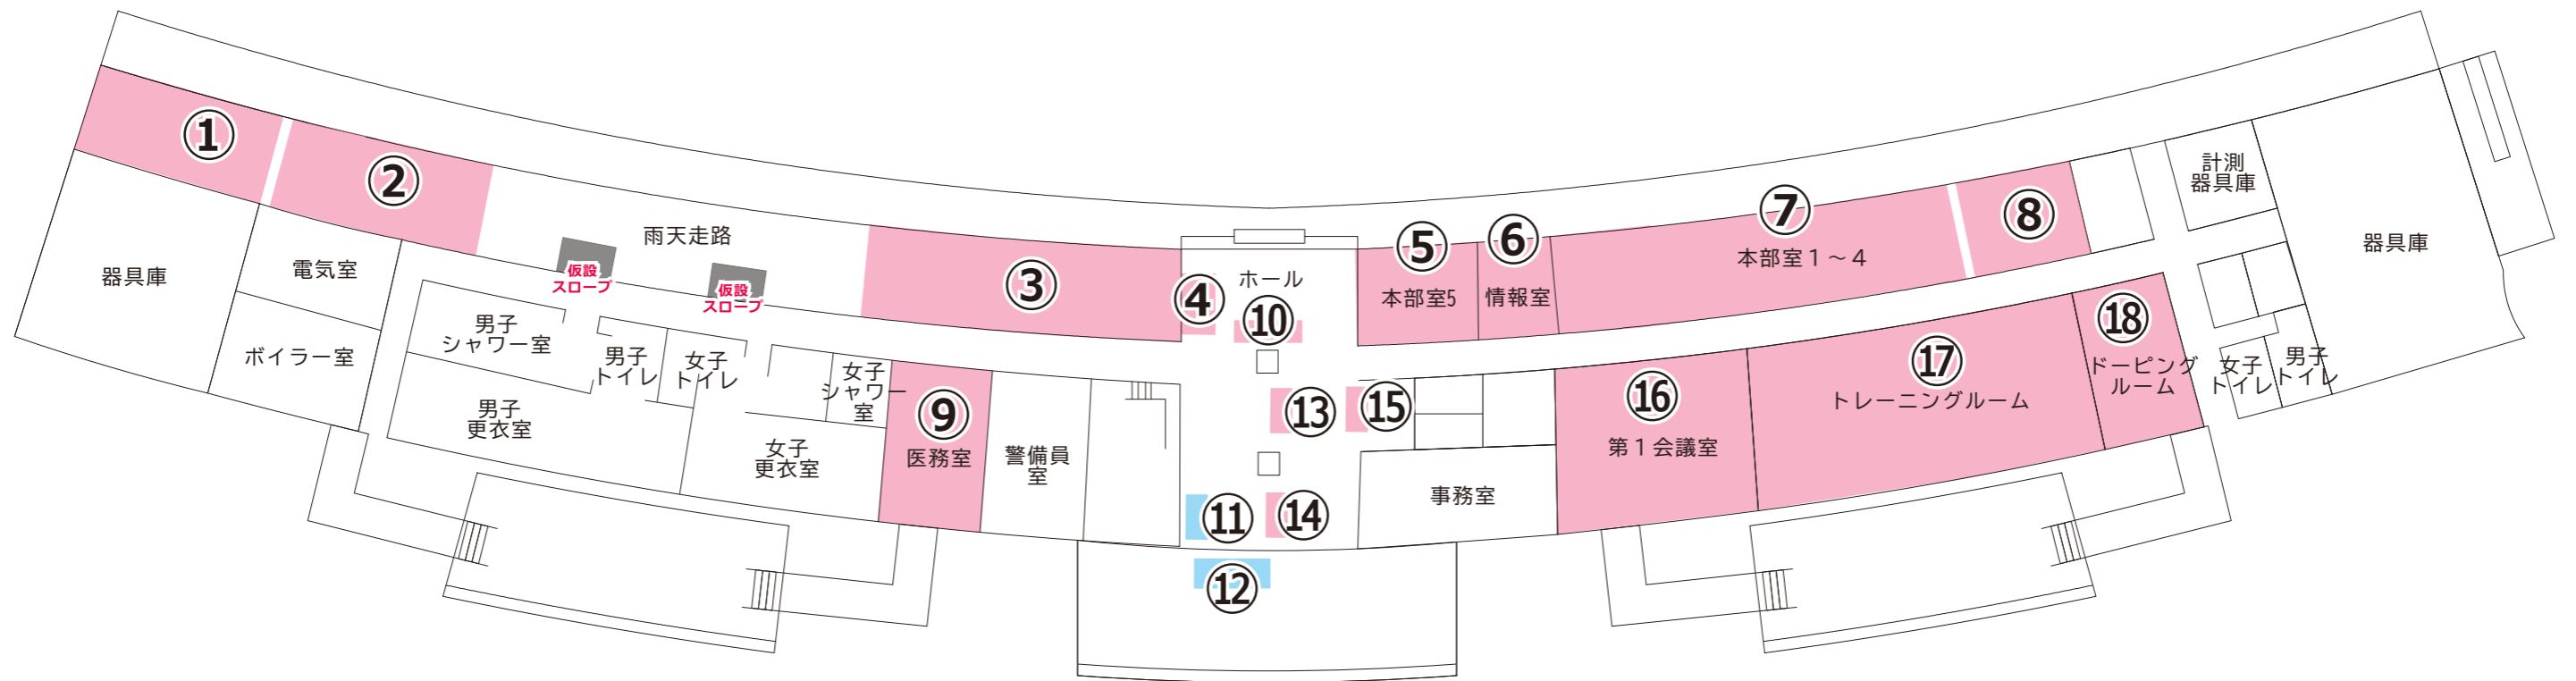 ①
②
③
④
⑤
⑥
⑦
⑧
⑨
⑩
⑪
⑫
⑬
⑭
⑮
⑯
⑰
⑱
器具庫
電気室
ボイラー室
雨天走路
仮設
スロープ
仮設
スロープ
男子
シャワー室
男子
更衣室
男子
トイレ
女子
トイレ
女子
シャワー
室
女子
更衣室
医務室
警備員
室
ホール
本部室5
情報室
本部室１～４
事務室
第１会議室
トレーニングルーム
ドーピング
ルーム
計測
器具庫
女子
トイレ
男子
トイレ
器具庫